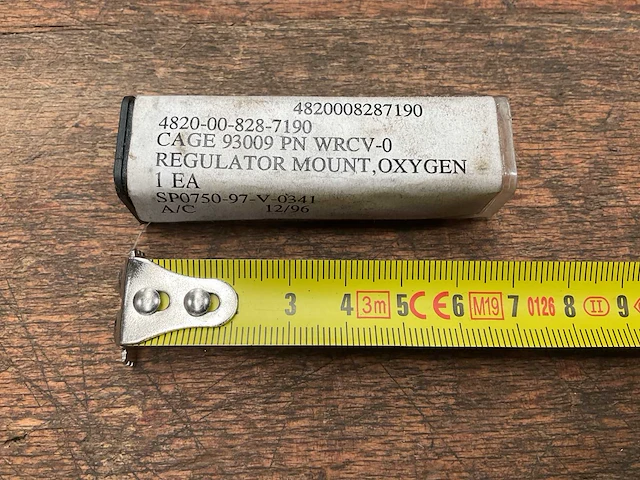 4820008287190
4820-00-828-7190
CAGE 93009 PN WRCV-0
REGULATOR MOUNT,OXYGEN
1 EA
SP0750-97-V-0341
A/C 12/96
3 4 3m 5 CE 6 M19 7 0126 8 II 9